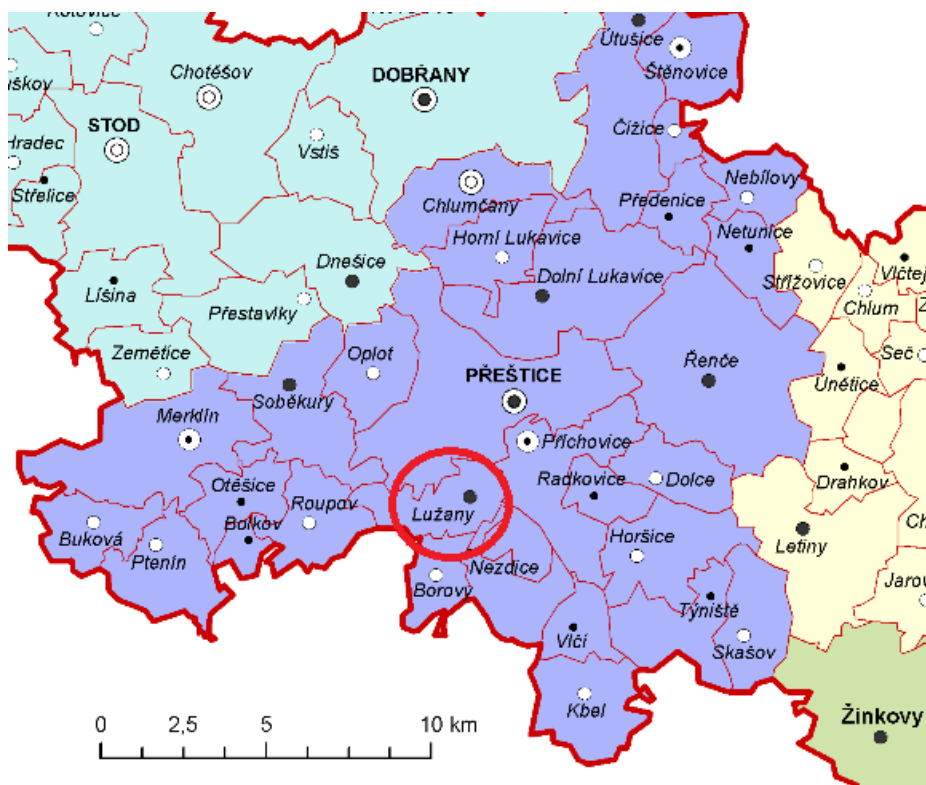 Chotěšov
DOBŘANY
Útušice
Štěnovice
STOD
Vstiš
Čižice
Hradec
Střelice
Chlumčany
Předenice
Nebílovy
Horní Lukavice
Netunice
Dnešice
Dolní Lukavice
Střížovice
Líšina
Přestavlky
Chlum
Zemětice
Oplot
Řenče
Seč
PŘEŠTICE
Únětice
Merklín
Soběkury
Příchovice
Otěšice
Radkovice
Dolce
Drahkov
Roupov
Lužany
Buková
Bolkov
Horšice
Letiny
Ptenín
Nezdice
Borovy
Týniště
Vlčí
Skašov
Kbel
0 2,5 5 10 km
Žinkovy